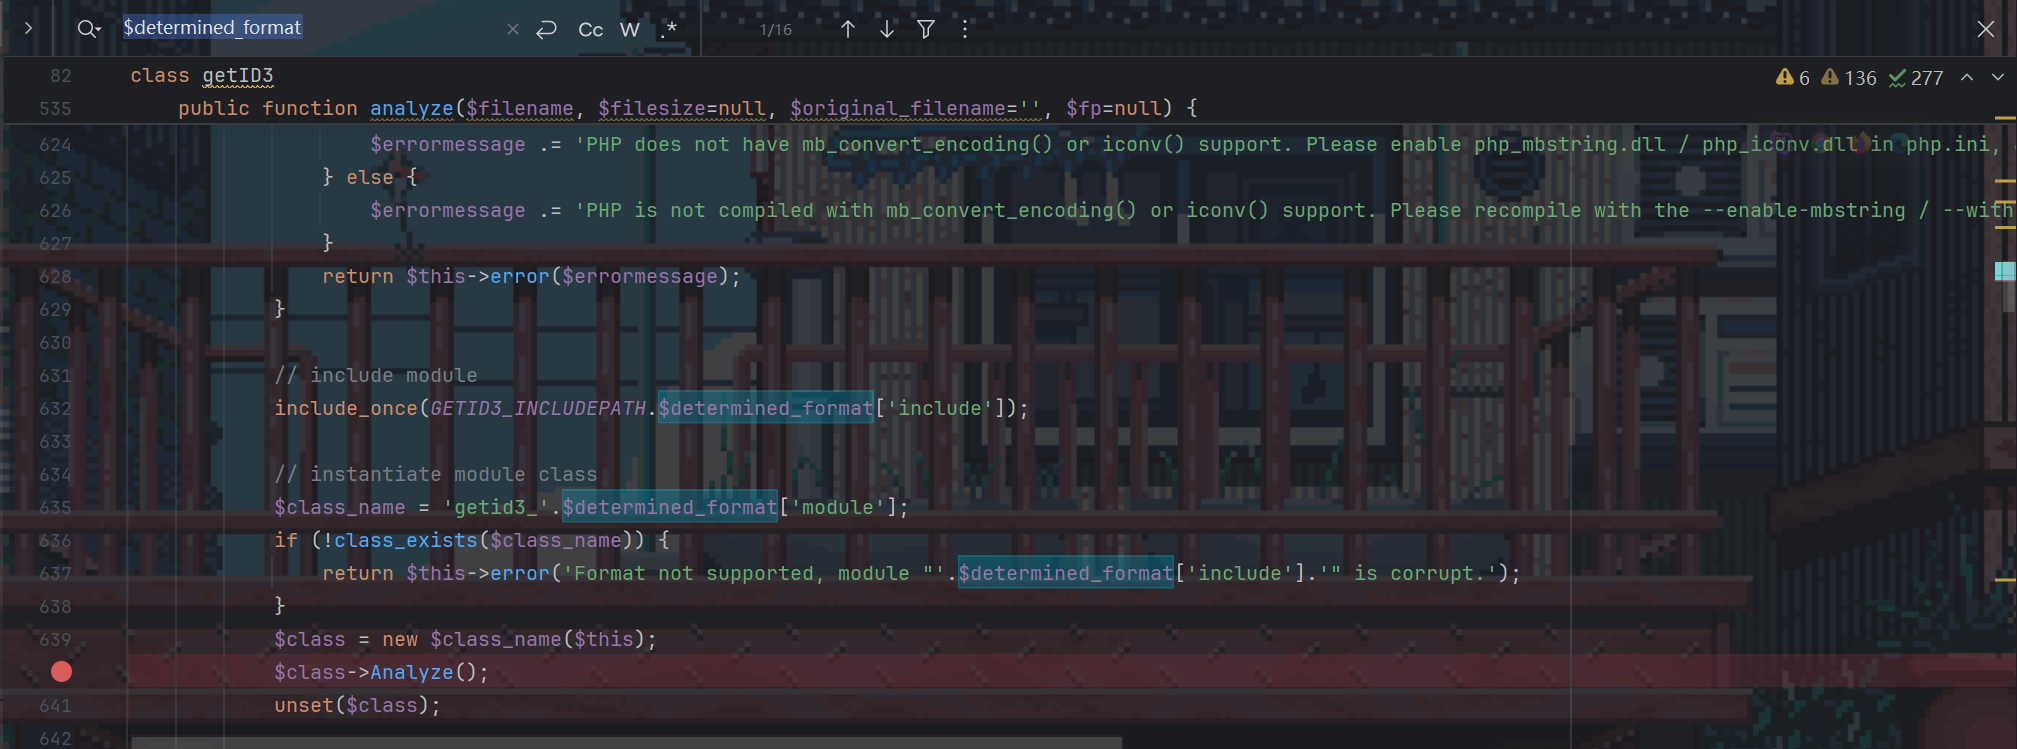 $determined_format
Cc W .* 1/16
82 class getID3
6 136 277
535 public function analyze($filename, $filesize=null, $original_filename='', $fp=null) {
624 $errormessage .= 'PHP does not have mb_convert_encoding() or iconv() support. Please enable php_mbstring.dll / php_iconv.dll in php.ini,
625 } else {
626 $errormessage .= 'PHP is not compiled with mb_convert_encoding() or iconv() support. Please recompile with the --enable-mbstring / --with
627 }
628 return $this->error($errormessage);
629 }
630
631 // include module
632 include_once(GETID3_INCLUDEPATH.$determined_format['include']);
633
634 // instantiate module class
635 $class_name = 'getid3_'.$determined_format['module'];
636 if (!class_exists($class_name)) {
637 return $this->error('Format not supported, module "'.$determined_format['include'].'" is corrupt.');
638 }
639 $class = new $class_name($this);
$class->Analyze();
641 unset($class);
642